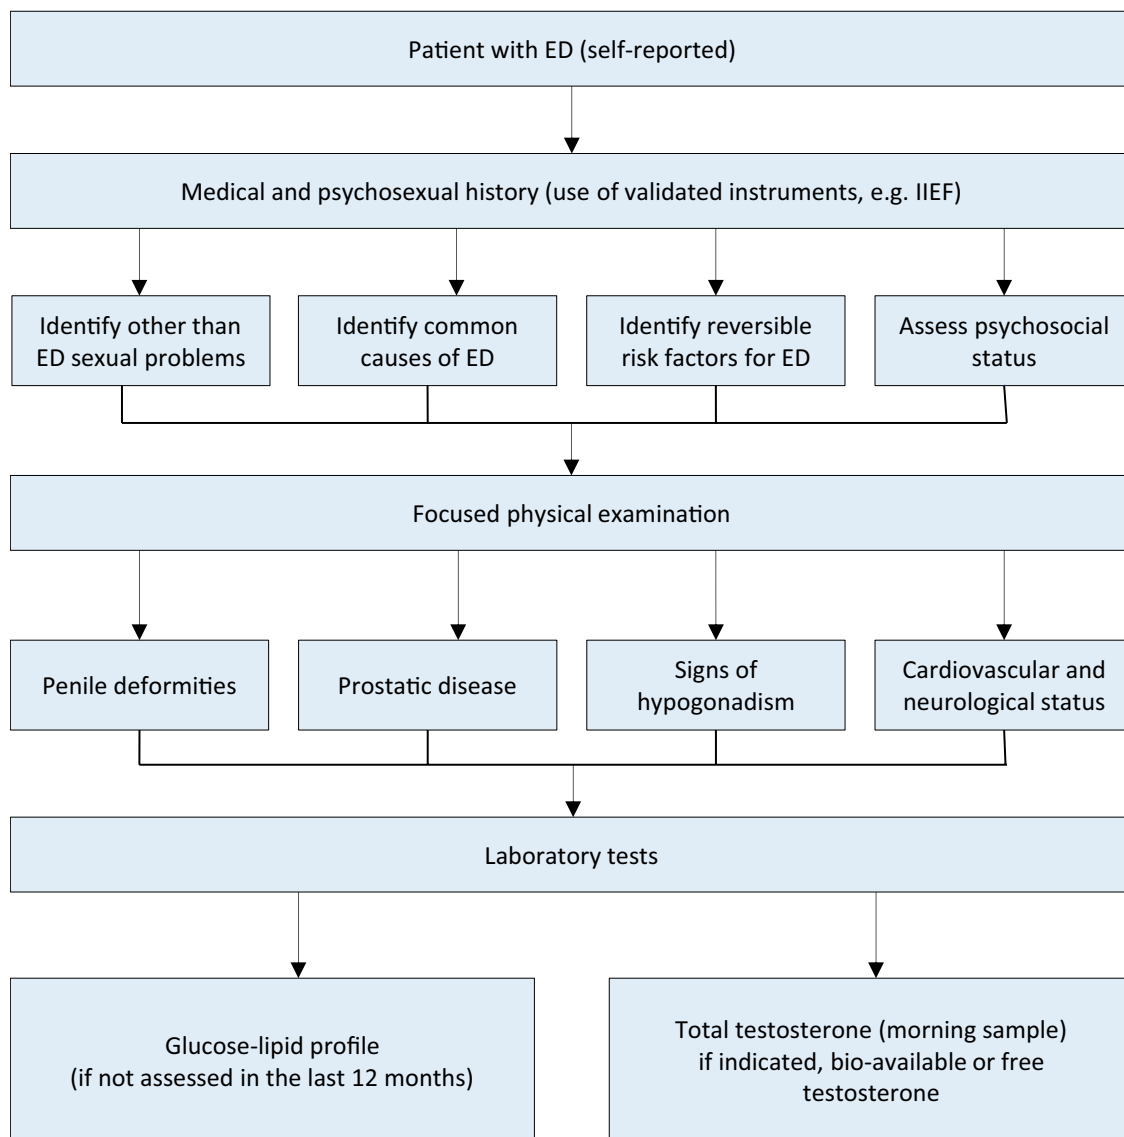 Patient with ED (self-reported)
Medical and psychosexual history (use of validated instruments, e.g. IIEF)
Identify other than
ED sexual problems
Identify common
causes of ED
Identify reversible
risk factors for ED
Assess psychosocial
status
Focused physical examination
Penile deformities
Prostatic disease
Signs of
hypogonadism
Cardiovascular and
neurological status
Laboratory tests
Glucose-lipid profile
(if not assessed in the last 12 months)
Total testosterone (morning sample)
if indicated, bio-available or free
testosterone